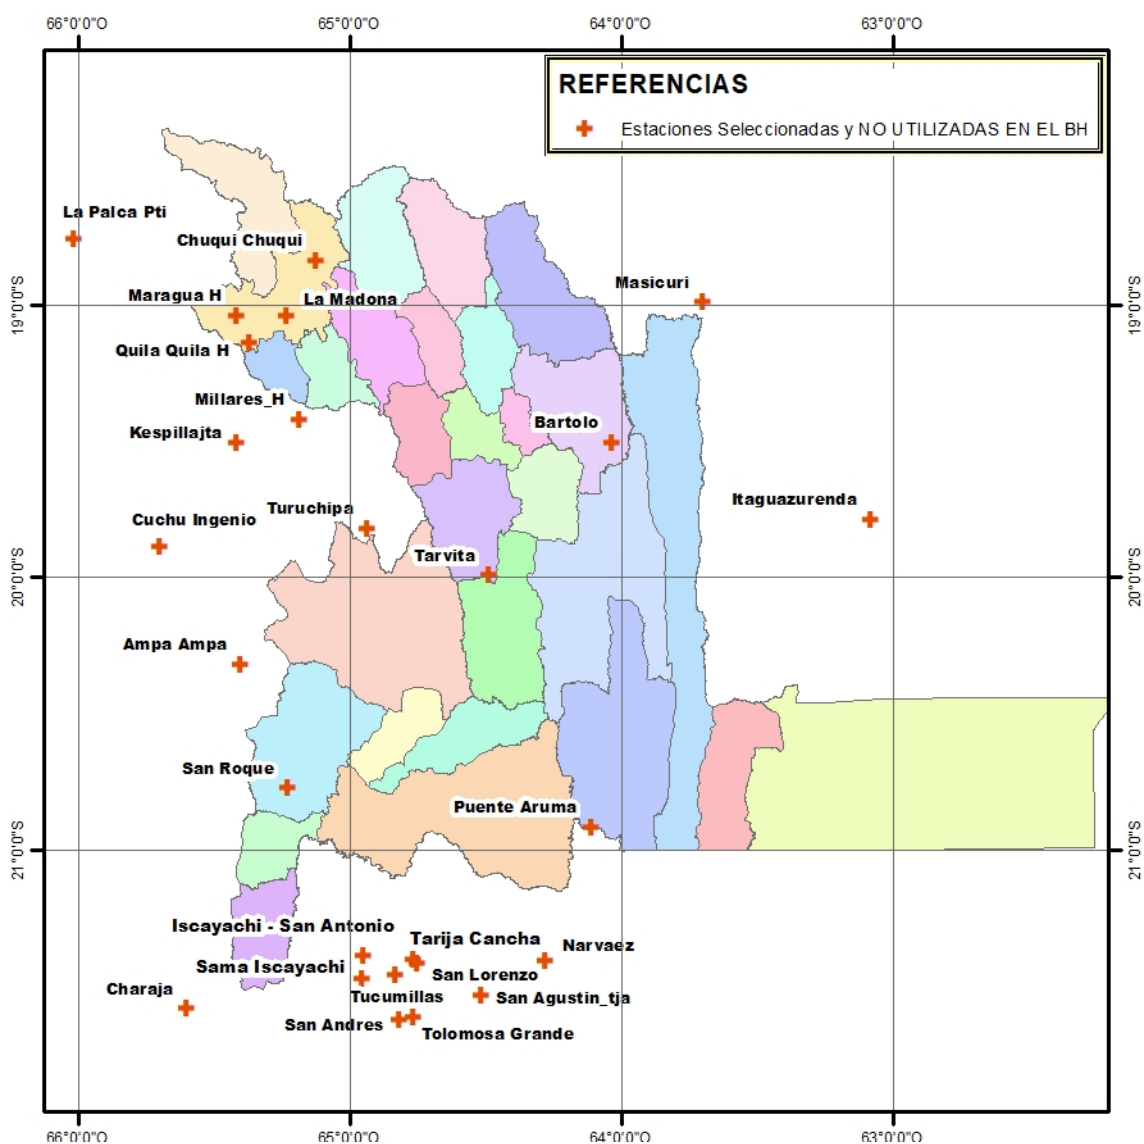 66°0'0"O 65°0'0"O 64°0'0"O 63°0'0"O
REFERENCIAS
Estaciones Seleccionadas y NO UTILIZADAS EN EL BH
La Palca Pti
Chuqui Chuqui
Masicuri
Maragua H
La Madona
19°0'0"S
19°0'0"S
Quila Quila H
Millares_H
Bartolo
Kespillajta
Itaguazurenda
Turuchipa
Cuchu Ingenio
Tarvita
20°0'0"S
20°0'0"S
Ampa Ampa
San Roque
Puente Aruma
21°0'0"S
21°0'0"S
Iscayachi - San Antonio
Tarija Cancha
Narvaez
Sama Iscayachi
San Lorenzo
Charaja
Tucumillas
San Agustin_tja
San Andres
Tolomosa Grande
66°0'0"O 65°0'0"O 64°0'0"O 63°0'0"O